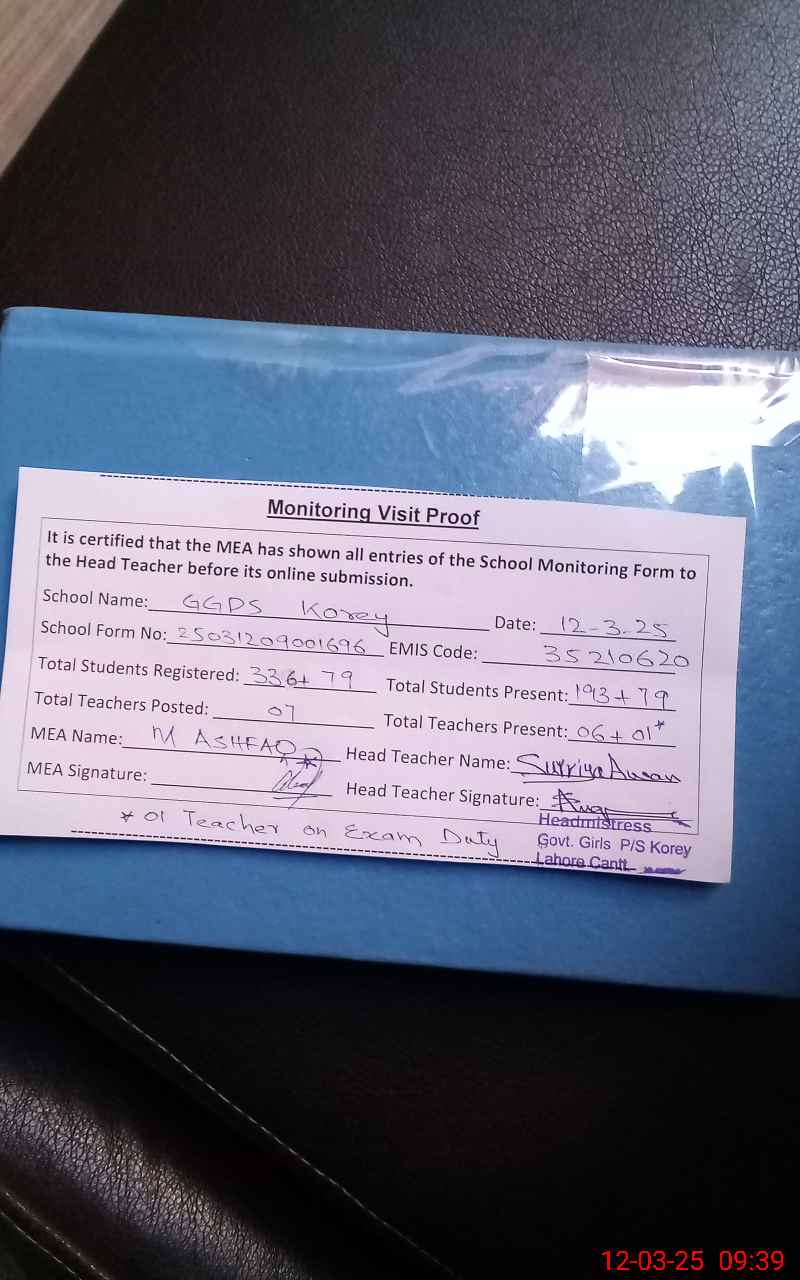 Monitoring Visit Proof
It is certified that the MEA has shown all entries of the School Monitoring Form to
the Head Teacher before its online submission.
School Name: GGPS Korey Date: 12-3-25
School Form No: 25031209001696 EMIS Code: 35210620
Total Students Registered: 336+79 Total Students Present: 193+79
Total Teachers Posted: 07 Total Teachers Present: 06+01*
MEA Name: M ASHFAQ Head Teacher Name: Surriya Awan
MEA Signature: Head Teacher Signature:
* 01 Teacher on Exam Duty
Headmistress
Govt. Girls P/S Korey
Lahore Cantt
12-03-25 09:39